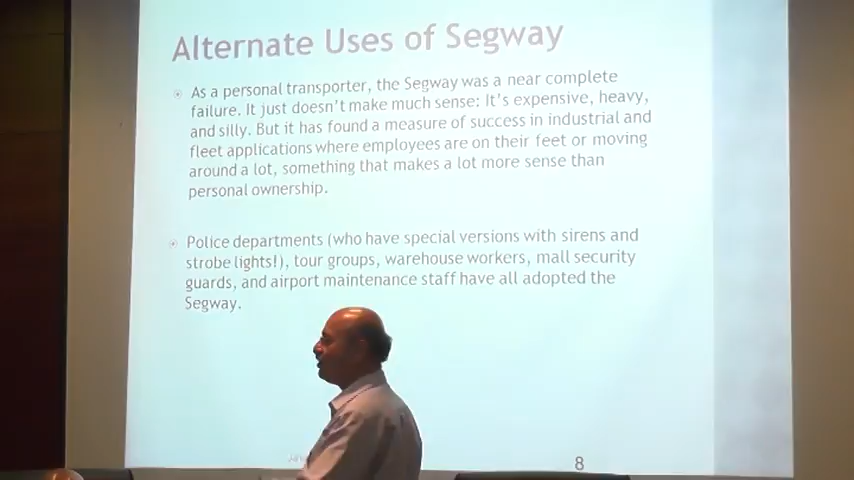 Alternate Uses of Segway
As a personal transporter, the Segway was a near complete
failure. It just doesn't make much sense: It's expensive, heavy,
and silly. But it has found a measure of success in industrial and
fleet applications where employees are on their feet or moving
around a lot, something that makes a lot more sense than
personal ownership.
Police departments (who have special versions with sirens and
strobe lights!), tour groups, warehouse workers, mall security
guards, and airport maintenance staff have all adopted the
Segway.
8